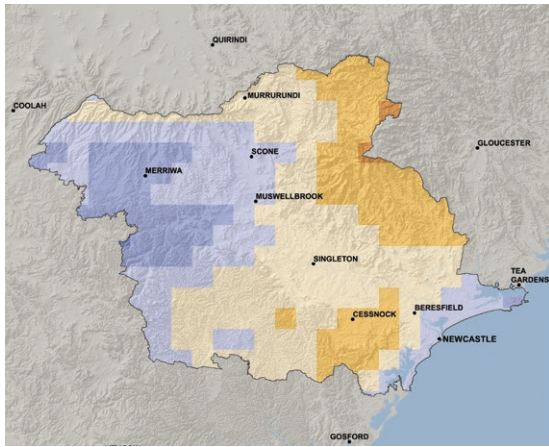 QUIRINDI
COOLAH
MURRURUNDI
GLOUCESTER
SCONE
MERRIWA
MUSWELLBROOK
SINGLETON
TEA
GARDENS
BERESFIELD
CESSNOCK
NEWCASTLE
GOSFORD